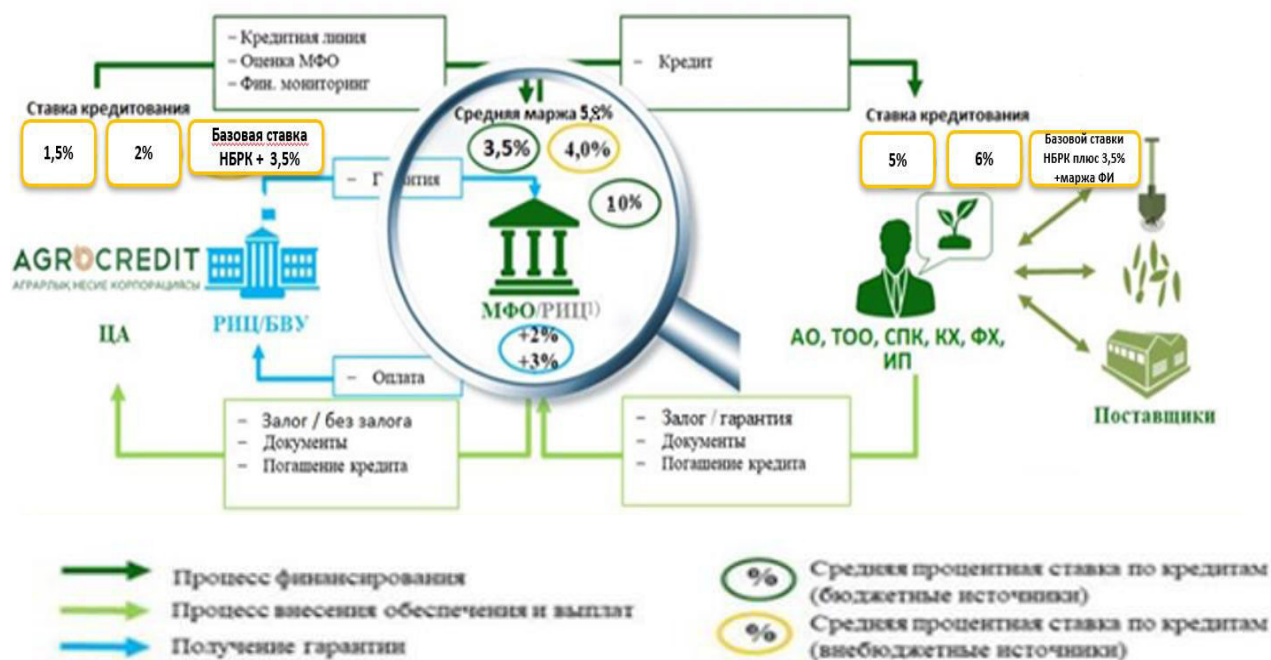 – Кредитная линия
– Оценка МФО
– Фин. мониторинг
– Кредит
Ставка кредитования
1,5%
2%
Базовая ставка
НБРК + 3,5%
Средняя маржа 5,8%
3,5%
4,0%
10%
Ставка кредитования
5%
6%
Базовой ставки
НБРК плюс 3,5%
+маржа ФИ
AGROCREDIT
АГРАРЛЫҚ НЕСИЕ КОРПОРАЦИЯСЫ
ЦА
РИЦ/БВУ
МФО/РИЦ1)
+2%
+3%
АО, ТОО, СПК, КХ, ФХ,
ИП
Поставщики
– Оплата
– Залог / без залога
– Документы
– Погашение кредита
– Залог / гарантия
– Документы
– Погашение кредита
Процесс финансирования
Процесс внесения обеспечения и выплат
Получение гарантии
% Средняя процентная ставка по кредитам
(бюджетные источники)
% Средняя процентная ставка по кредитам
(внебюджетные источники)